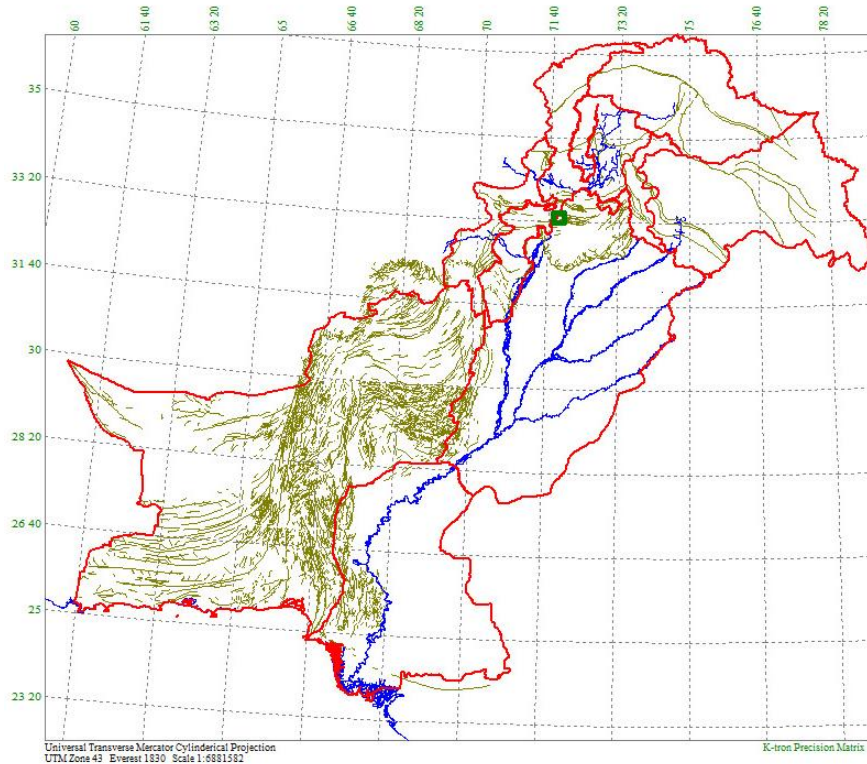 60 61 40 63 20 65 66 40 68 20 70 71 40 73 20 75 76 40 78 20
35
33 20
31 40
30
28 20
26 40
25
23 20
Universal Transverse Mercator Cylinderical Projection
UTM Zone 43 Everest 1830 Scale 1:6881582
K-tron Precision Matrix